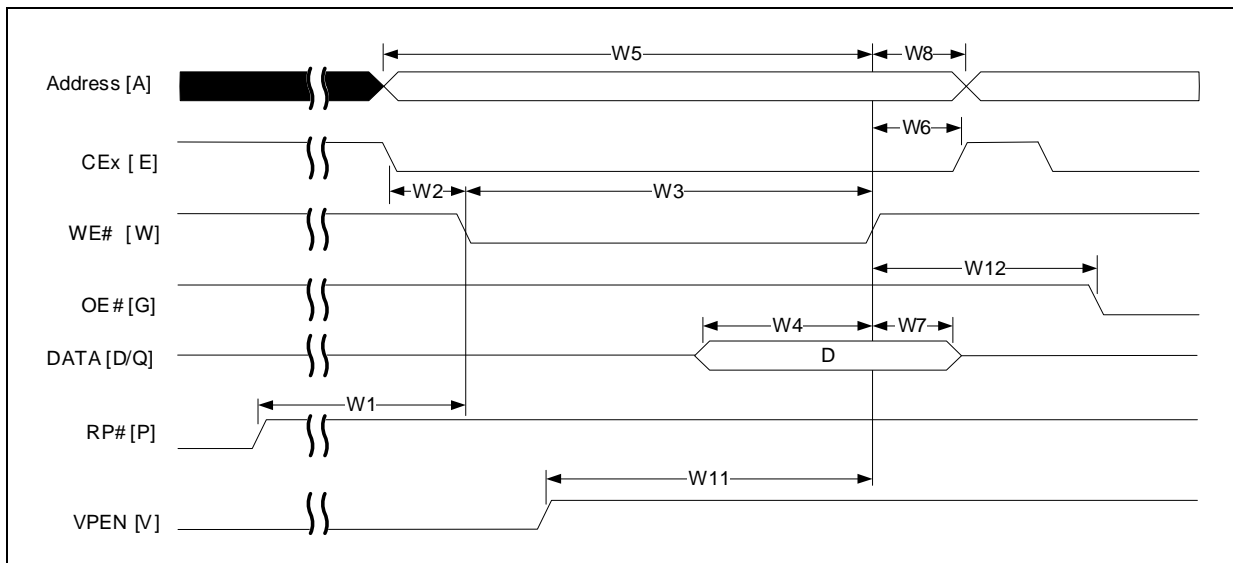 W5
W8
Address [A]
W6
CEx [ E]
W2
W3
WE# [ W]
W12
OE# [G]
W4
W7
DATA [D/Q]
D
W1
RP# [P]
W11
VPEN [V]